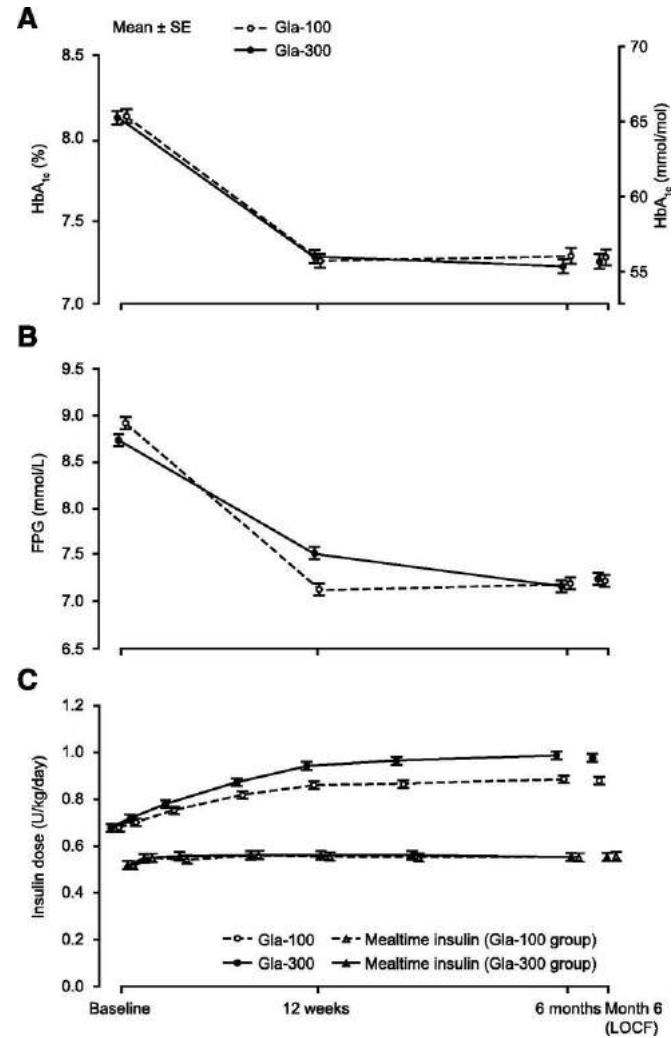 A
Mean ± SE
Gla-100
Gla-300
8.5
8.0
7.5
7.0
HbA1c (%)
70
65
60
55
HbA1c (mmol/mol)
B
9.5
9.0
8.5
8.0
7.5
7.0
6.5
FPG (mmol/L)
C
1.2
1.0
0.8
0.6
0.4
0.2
0.0
Insulin dose (U/kg/day)
Gla-100 Mealtime insulin (Gla-100 group)
Gla-300 Mealtime insulin (Gla-300 group)
Baseline 12 weeks 6 months Month 6
(LOCF)